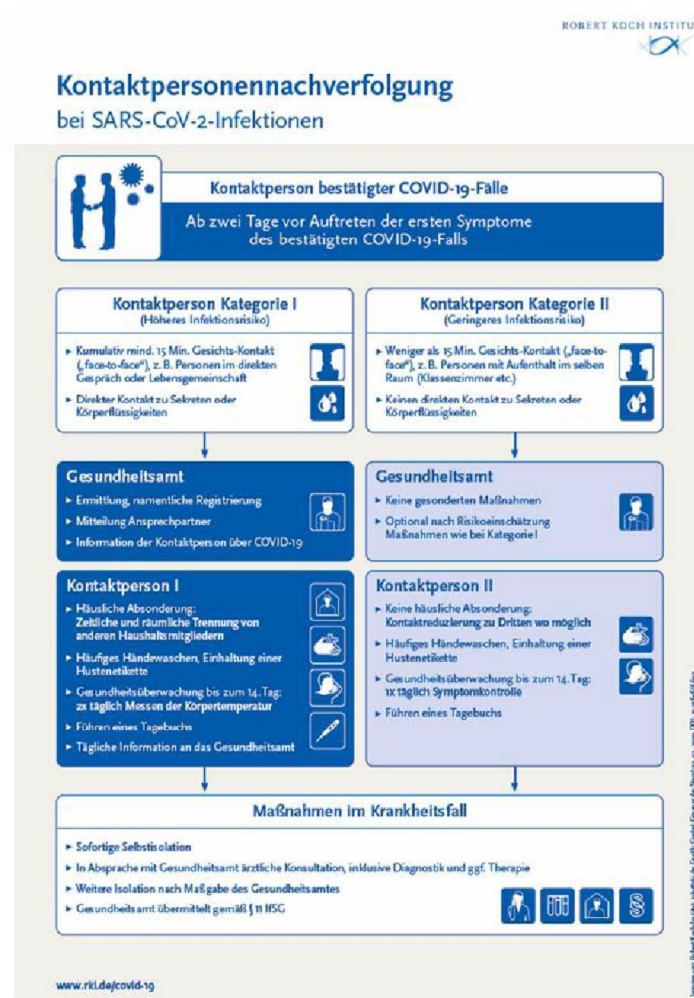 ROBERT KOCH INSTITU
Kontaktpersonennachverfolgung
bei SARS-CoV-2-Infektionen
Kontaktperson bestätigter COVID-19-Fälle
Ab zwei Tage vor Auftreten der ersten Symptome
des bestätigten COVID-19-Falls
Kontaktperson Kategorie I
(Höheres Infektionsrisiko)
▸ Kumulativ mind. 15 Min. Gesichts-Kontakt
(„face-to-face“), z. B. Personen im direkten
Gespräch oder Lebensgemeinschaft
▸ Direkter Kontakt zu Sekreten oder
Körperflüssigkeiten
Kontaktperson Kategorie II
(Geringeres Infektionsrisiko)
▸ Weniger als 15 Min. Gesichts-Kontakt („face-to-
face“), z. B. Personen mit Aufenthalt im selben
Raum (Klassenzimmer etc.)
▸ Keinen direkten Kontakt zu Sekreten oder
Körperflüssigkeiten
Gesundheitsamt
▸ Ermittlung, namentliche Registrierung
▸ Mitteilung Ansprechpartner
▸ Information der Kontaktperson über COVID-19
Gesundheitsamt
▸ Keine gesonderten Maßnahmen
▸ Optional nach Risikoeinschätzung
Maßnahmen wie bei Kategorie I
Kontaktperson I
▸ Häusliche Absonderung:
Zeitliche und räumliche Trennung von
anderen Haushaltsmitgliedern
▸ Häufiges Händewaschen, Einhaltung einer
Hustenetikette
▸ Gesundheitsüberwachung bis zum 14. Tag:
2x täglich Messen der Körpertemperatur
▸ Führen eines Tagebuchs
▸ Tägliche Information an das Gesundheitsamt
Kontaktperson II
▸ Keine häusliche Absonderung:
Kontaktreduzierung zu Dritten wo möglich
▸ Häufiges Händewaschen, Einhaltung einer
Hustenetikette
▸ Gesundheitsüberwachung bis zum 14. Tag:
1x täglich Symptomkontrolle
▸ Führen eines Tagebuchs
Maßnahmen im Krankheitsfall
▸ Sofortige Selbstisolation
▸ In Absprache mit Gesundheitsamt ärztliche Konsultation, inklusive Diagnostik und ggf. Therapie
▸ Weitere Isolation nach Maßgabe des Gesundheitsamtes
▸ Gesundheitsamt übermittelt gemäß § 11 IfSG
§
www.rki.de/covid-19